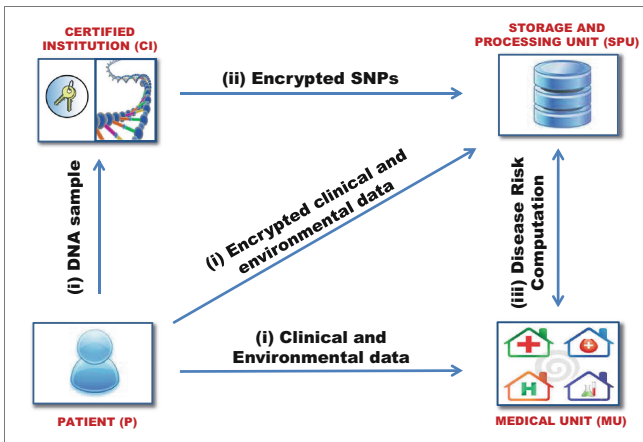 CERTIFIED
INSTITUTION (CI)
STORAGE AND
PROCESSING UNIT (SPU)
(ii) Encrypted SNPs
(i) DNA sample
(i) Encrypted clinical and
environmental data
(iii) Disease Risk
Computation
(i) Clinical and
Environmental data
H
PATIENT (P)
MEDICAL UNIT (MU)